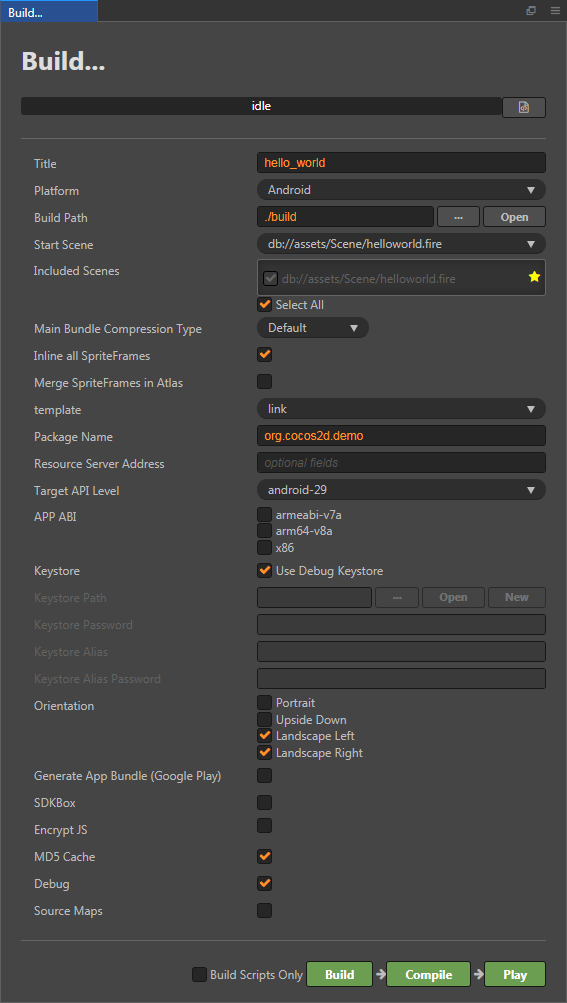 Build...
Build...
idle
Title hello_world
Platform Android
Build Path ./build ... Open
Start Scene db://assets/Scene/helloworld.fire
Included Scenes db://assets/Scene/helloworld.fire
Select All
Main Bundle Compression Type Default
Inline all SpriteFrames
Merge SpriteFrames in Atlas
template link
Package Name org.cocos2d.demo
Resource Server Address optional fields
Target API Level android-29
APP ABI armeabi-v7a
arm64-v8a
x86
Keystore Use Debug Keystore
Keystore Path ... Open New
Keystore Password
Keystore Alias
Keystore Alias Password
Orientation Portrait
Upside Down
Landscape Left
Landscape Right
Generate App Bundle (Google Play)
SDKBox
Encrypt JS
MD5 Cache
Debug
Source Maps
Build Scripts Only Build Compile Play